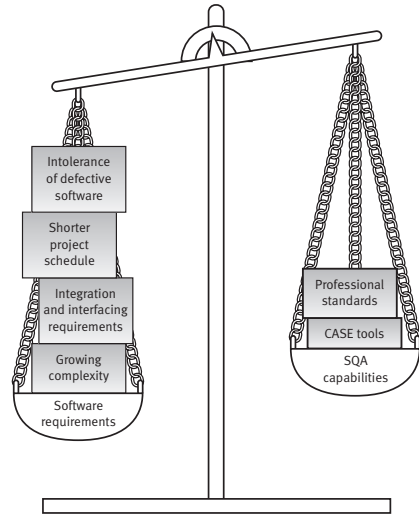 Intolerance
of defective
software
Shorter
project
schedule
Integration
and interfacing
requirements
Growing
complexity
Software
requirements
Professional
standards
CASE tools
SQA
capabilities